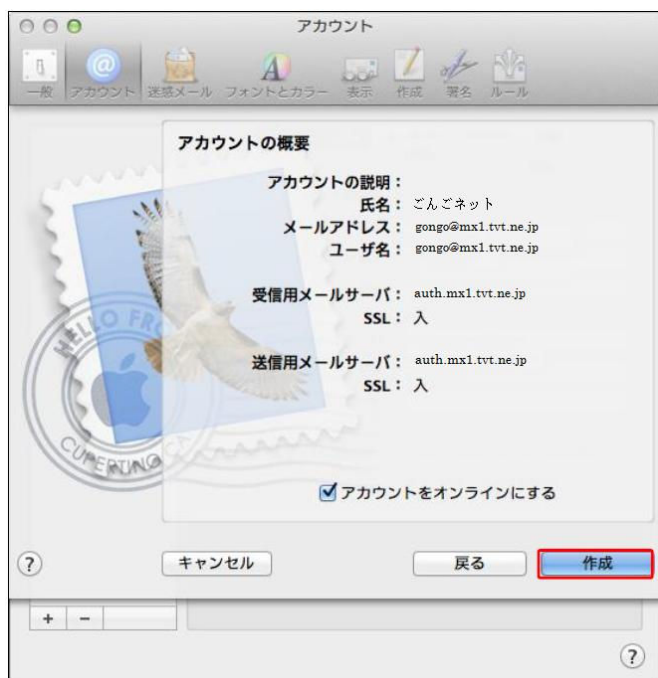 アカウント
一般 アカウント 迷惑メール フォントとカラー 表示 作成 署名 ルール
アカウントの概要
アカウントの説明:
氏名: ごんごネット
メールアドレス: gongo@mx1.tvt.ne.jp
ユーザ名: gongo@mx1.tvt.ne.jp
受信用メールサーバ: auth.mx1.tvt.ne.jp
SSL: 入
送信用メールサーバ: auth.mx1.tvt.ne.jp
SSL: 入
HELLO FRO
CUPERTINO CA
アカウントをオンラインにする
? キャンセル 戻る 作成
+ −
?